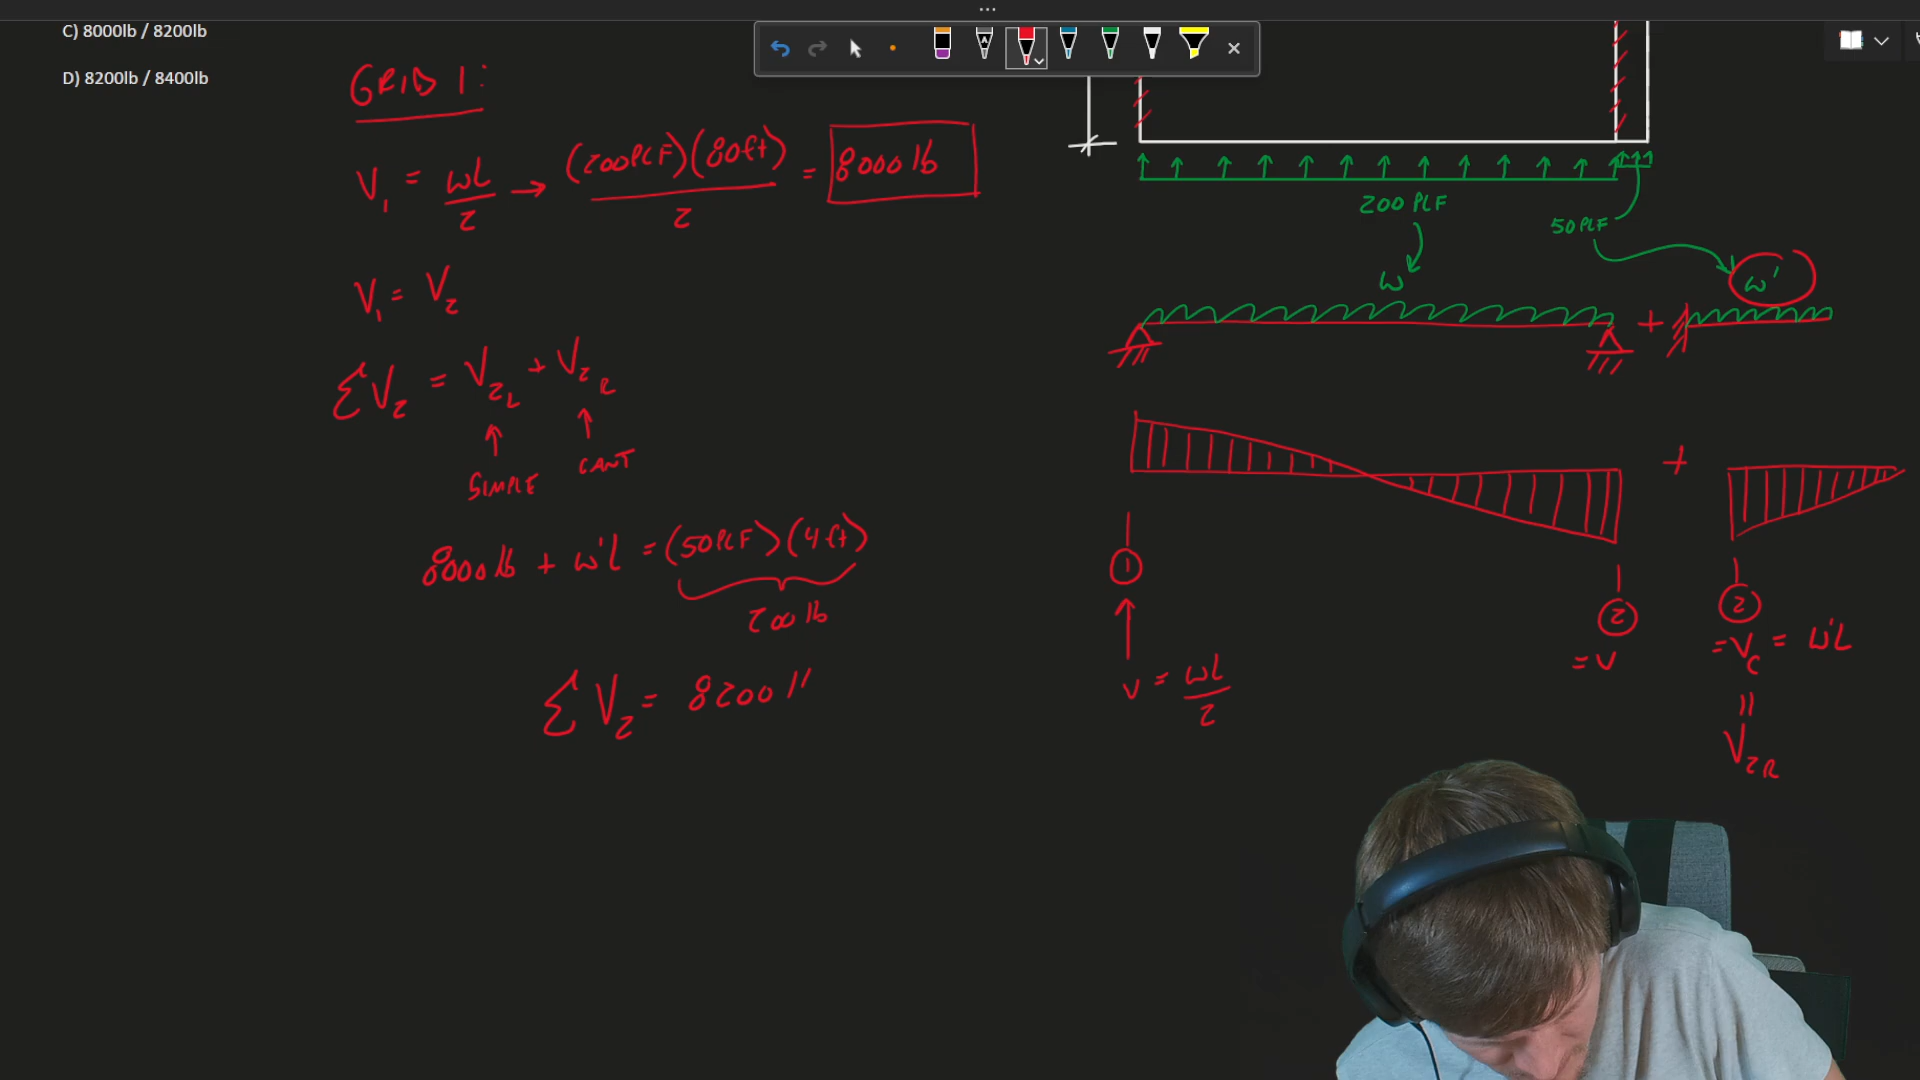 C) 8000lb / 8200lb
D) 8200lb / 8400lb
GRID 1:
V1 = wL/2 → (200PLF)(80ft)/2 = 8000 lb
V1 = V2
ΣV2 = V2L + V2R
SIMPLE
CANT
8000 lb + w'L = (50PLF)(4ft)
200 lb
ΣV2 = 8200 l
200 PLF
50 PLF
w
w'
+
+
1
2
2
v = wL/2
= V
= Vc = w'L
=
V2R